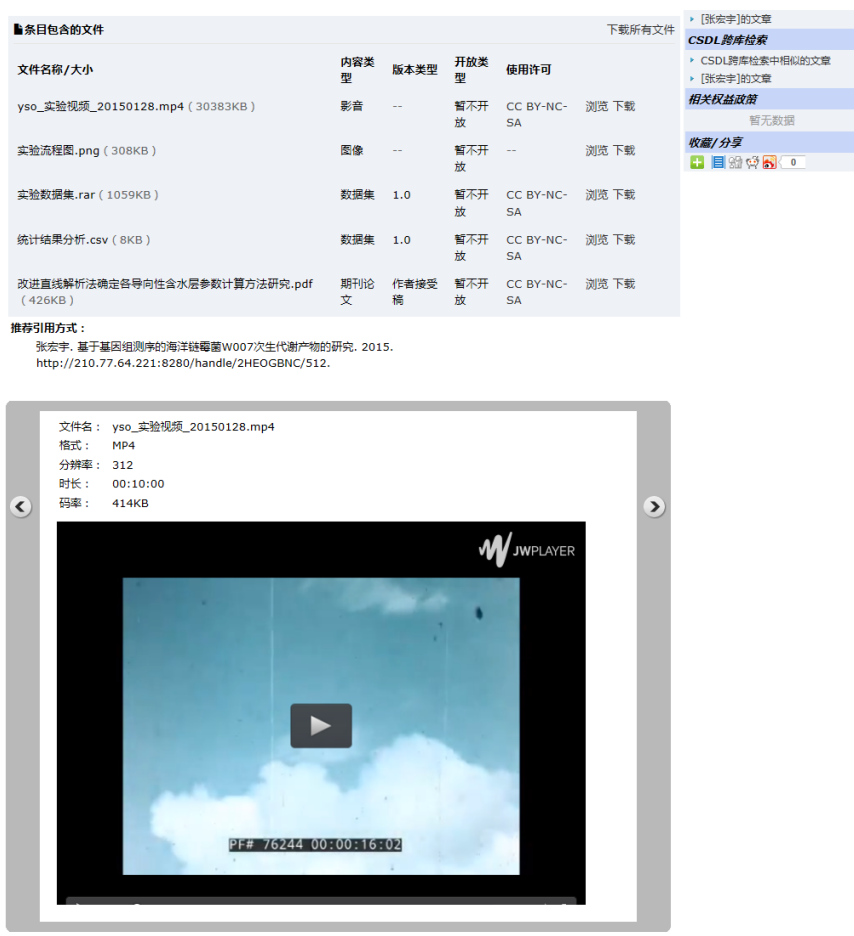 条目包含的文件 下载所有文件
文件名称/大小 内容类型 版本类型 开放类型 使用许可
yso_实验视频_20150128.mp4 ( 30383KB ) 影音 -- 暂不开放 CC BY-NC-SA 浏览 下载
实验流程图.png ( 308KB ) 图像 -- 暂不开放 -- 浏览 下载
实验数据集.rar ( 1059KB ) 数据集 1.0 暂不开放 CC BY-NC-SA 浏览 下载
统计结果分析.csv ( 8KB ) 数据集 1.0 暂不开放 CC BY-NC-SA 浏览 下载
改进直线解析法确定各导向性含水层参数计算方法研究.pdf ( 426KB ) 期刊论文 作者接受稿 暂不开放 CC BY-NC-SA 浏览 下载
推荐引用方式：
张宏宇. 基于基因组测序的海洋链霉菌W007次生代谢产物的研究. 2015.
http://210.77.64.221:8280/handle/2HEOGBNC/512.
[张宏宇]的文章
CSDL跨库检索
CSDL跨库检索中相似的文章
[张宏宇]的文章
相关权益政策
暂无数据
收藏/分享
0
文件名： yso_实验视频_20150128.mp4
格式： MP4
分辨率： 312
时长： 00:10:00
码率： 414KB
JWPLAYER
PF# 76244 00:00:16:02